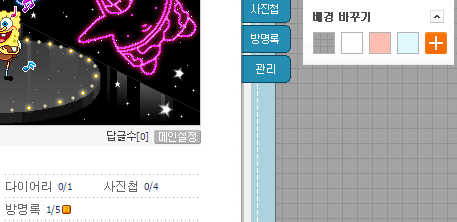 사진첩
방명록
관리
배경 바꾸기
답글수[0] 메인설정
다이어리 0/1 사진첩 0/4
방명록 1/5